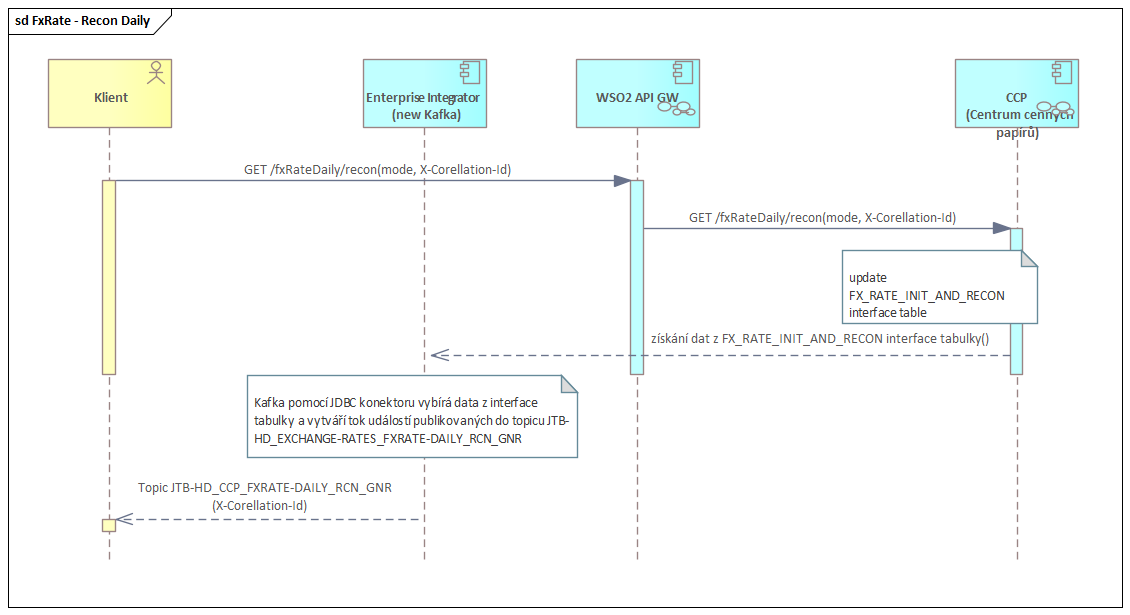 sd FxRate - Recon Daily
Klient
Enterprise Integrator
(new Kafka)
WSO2 API GW
CCP
(Centrum cenných
papírů)
GET /fxRateDaily/recon(mode, X-Corellation-Id)
GET /fxRateDaily/recon(mode, X-Corellation-Id)
update
FX_RATE_INIT_AND_RECON
interface table
získání dat z FX_RATE_INIT_AND_RECON interface tabulky()
Kafka pomocí JDBC konektoru vybírá data z interface
tabulky a vytváří tok událostí publikovaných do topicu JTB-
HD_EXCHANGE-RATES_FXRATE-DAILY_RCN_GNR
Topic JTB-HD_CCP_FXRATE-DAILY_RCN_GNR
(X-Corellation-Id)